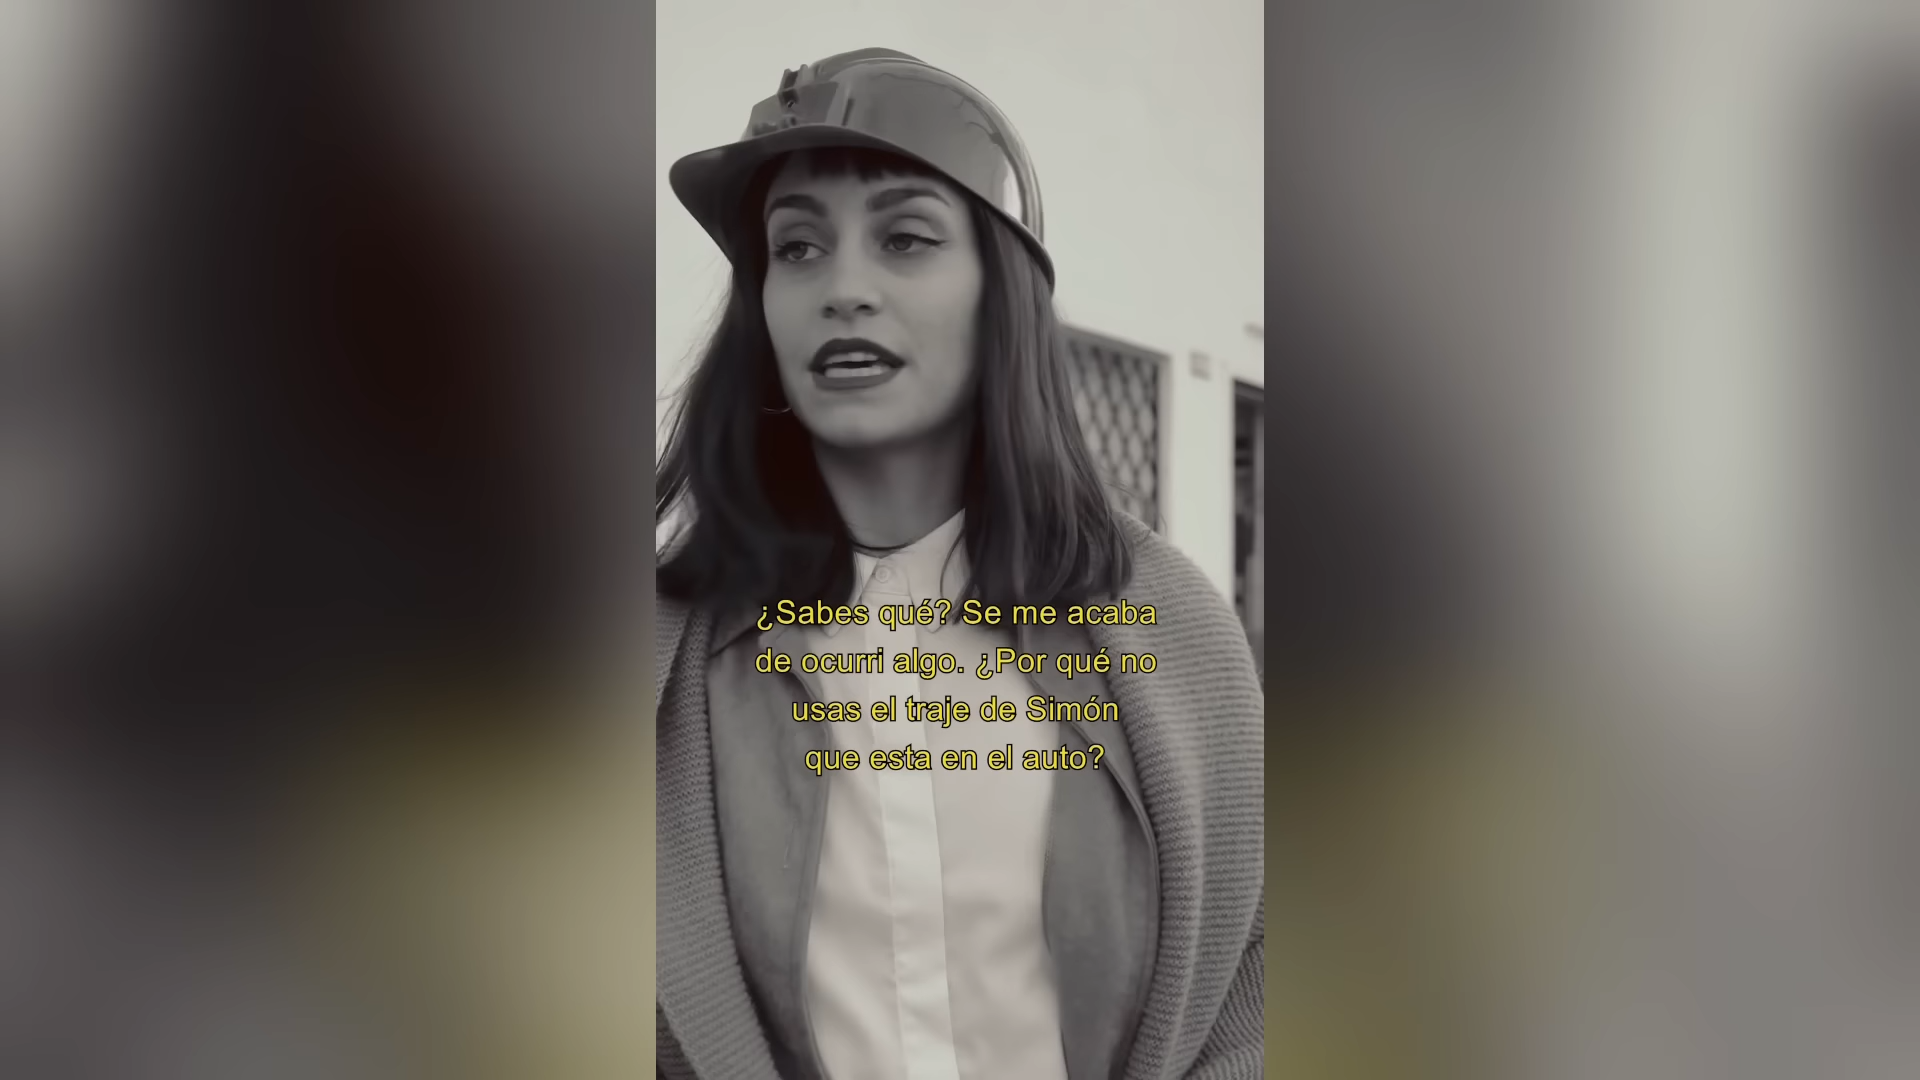 ¿Sabes qué? Se me acaba
de ocurri algo. ¿Por qué no
usas el traje de Simón
que esta en el auto?